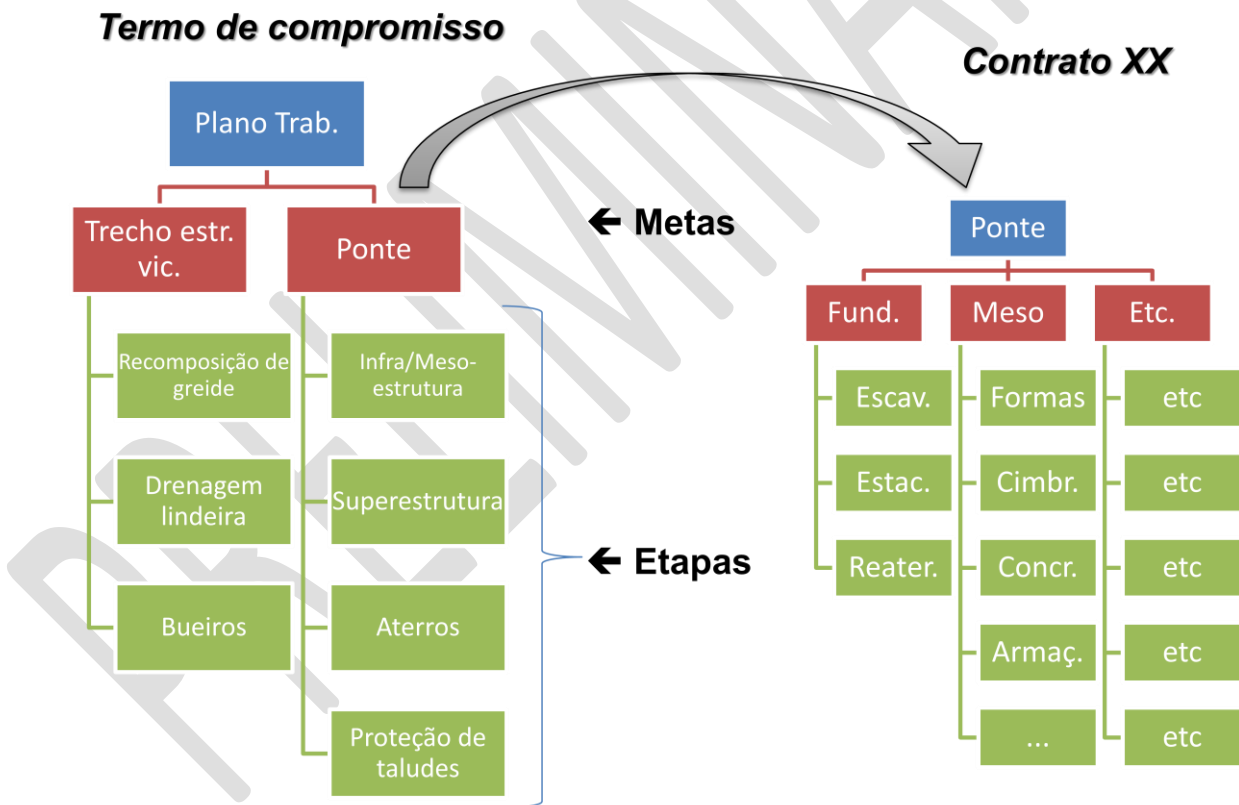 Termo de compromisso
Contrato XX
Plano Trab.
Trecho estr.
vic.
Ponte
← Metas
Recomposição de
greide
Infra/Meso-
estrutura
Drenagem
lindeira
Superestrutura
← Etapas
Bueiros
Aterros
Proteção de
taludes
Ponte
Fund.
Meso
Etc.
Escav.
Formas
etc
Estac.
Cimbr.
etc
Reater.
Concr.
etc
Armaç.
etc
...
etc